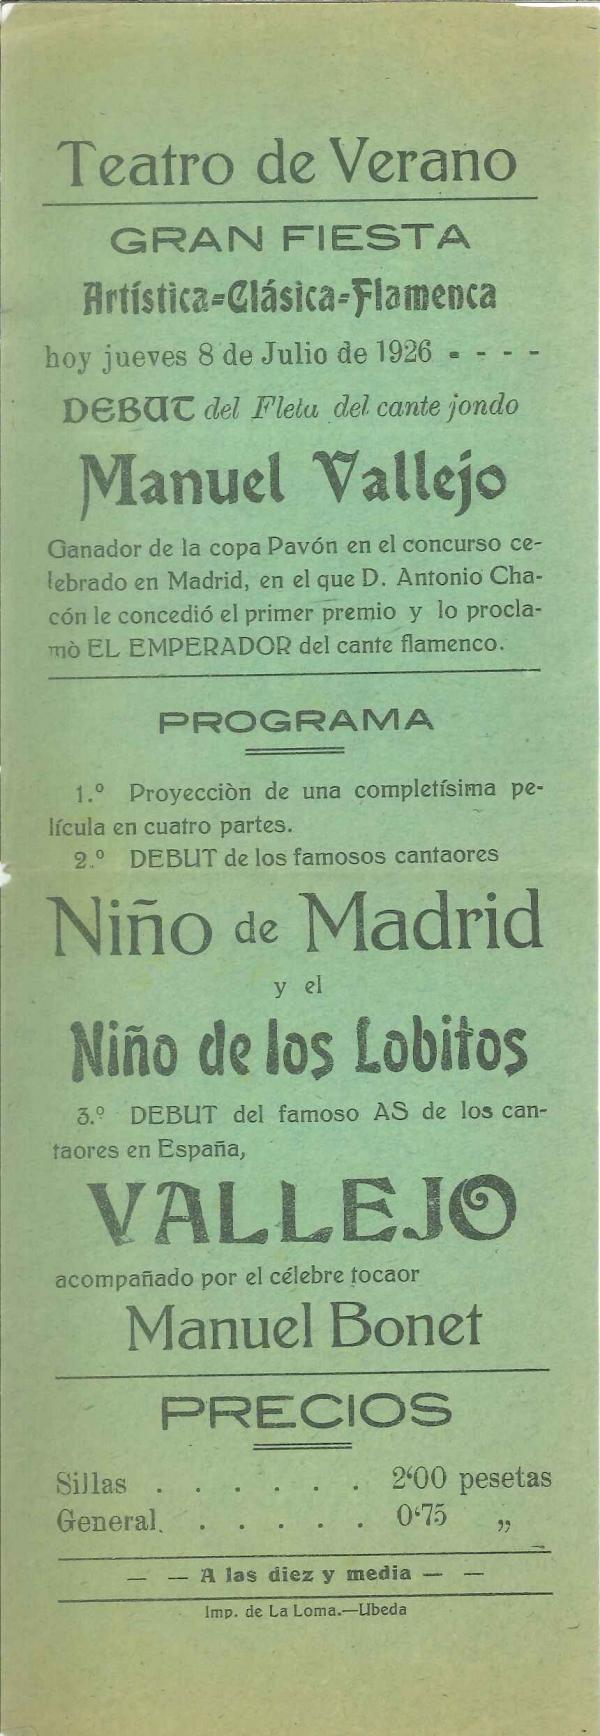 Teatro de Verano
GRAN FIESTA
Artística=Clásica=Flamenca
hoy jueves 8 de Julio de 1926 - - - -
DEBUT del Fleta del cante jondo
Manuel Vallejo
Ganador de la copa Pavón en el concurso ce-
lebrado en Madrid, en el que D. Antonio Cha-
cón le concedió el primer premio y lo procla-
mò EL EMPERADOR del cante flamenco.
PROGRAMA
1.º Proyecciòn de una completísima pe-
lícula en cuatro partes.
2.º DEBUT de los famosos cantaores
Niño de Madrid
y el
Niño de los Lobitos
3.º DEBUT del famoso AS de los can-
taores en España,
VALLEJO
acompañado por el célebre tocaor
Manuel Bonet
PRECIOS
Sillas . . . . . . 2'00 pesetas
General. . . . . . 0'75 „
— — A las diez y media — —
Imp. de La Loma.—Ubeda